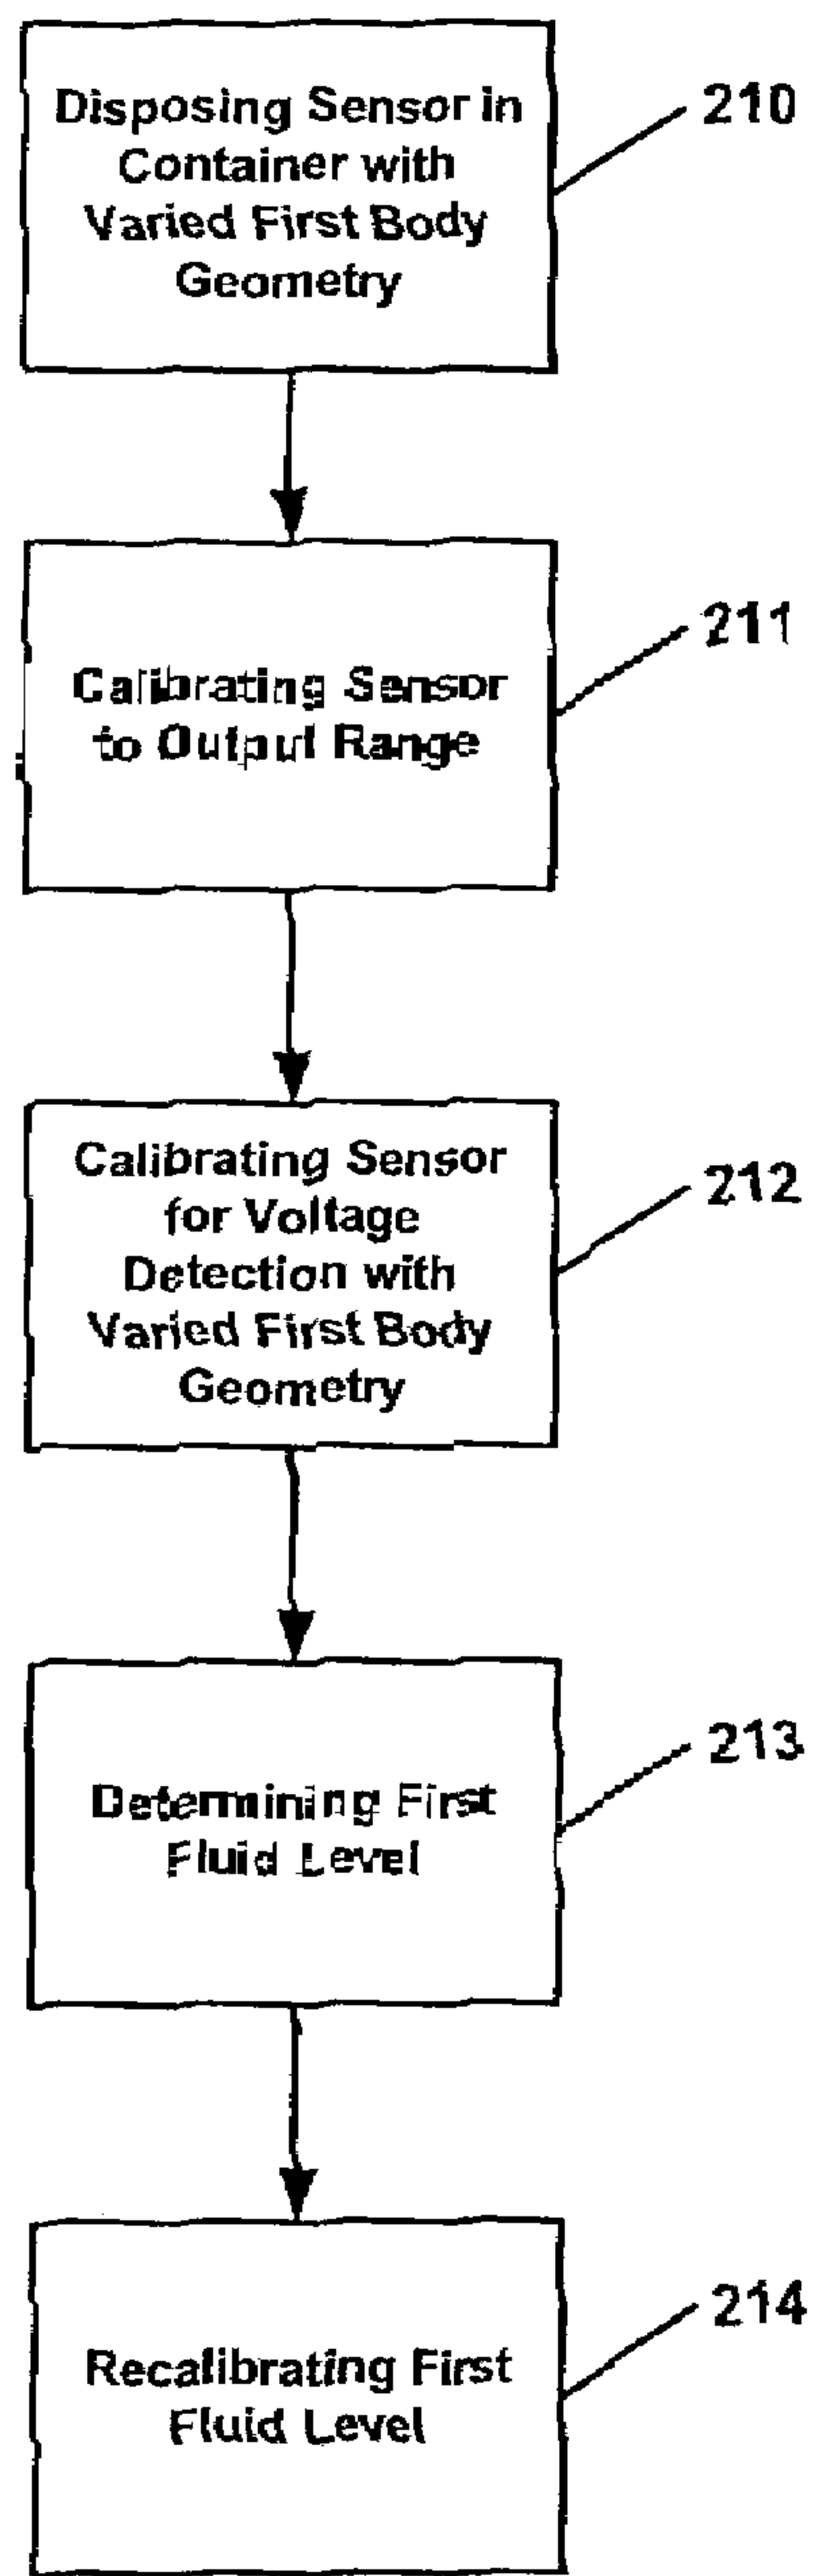 Disposing Sensor in
Container with
Varied First Body
Geometry
210
Calibrating Sensor
to Output Range
211
Calibrating Sensor
for Voltage
Detection with
Varied First Body
Geometry
212
Determining First
Fluid Level
213
Recalibrating First
Fluid Level
214